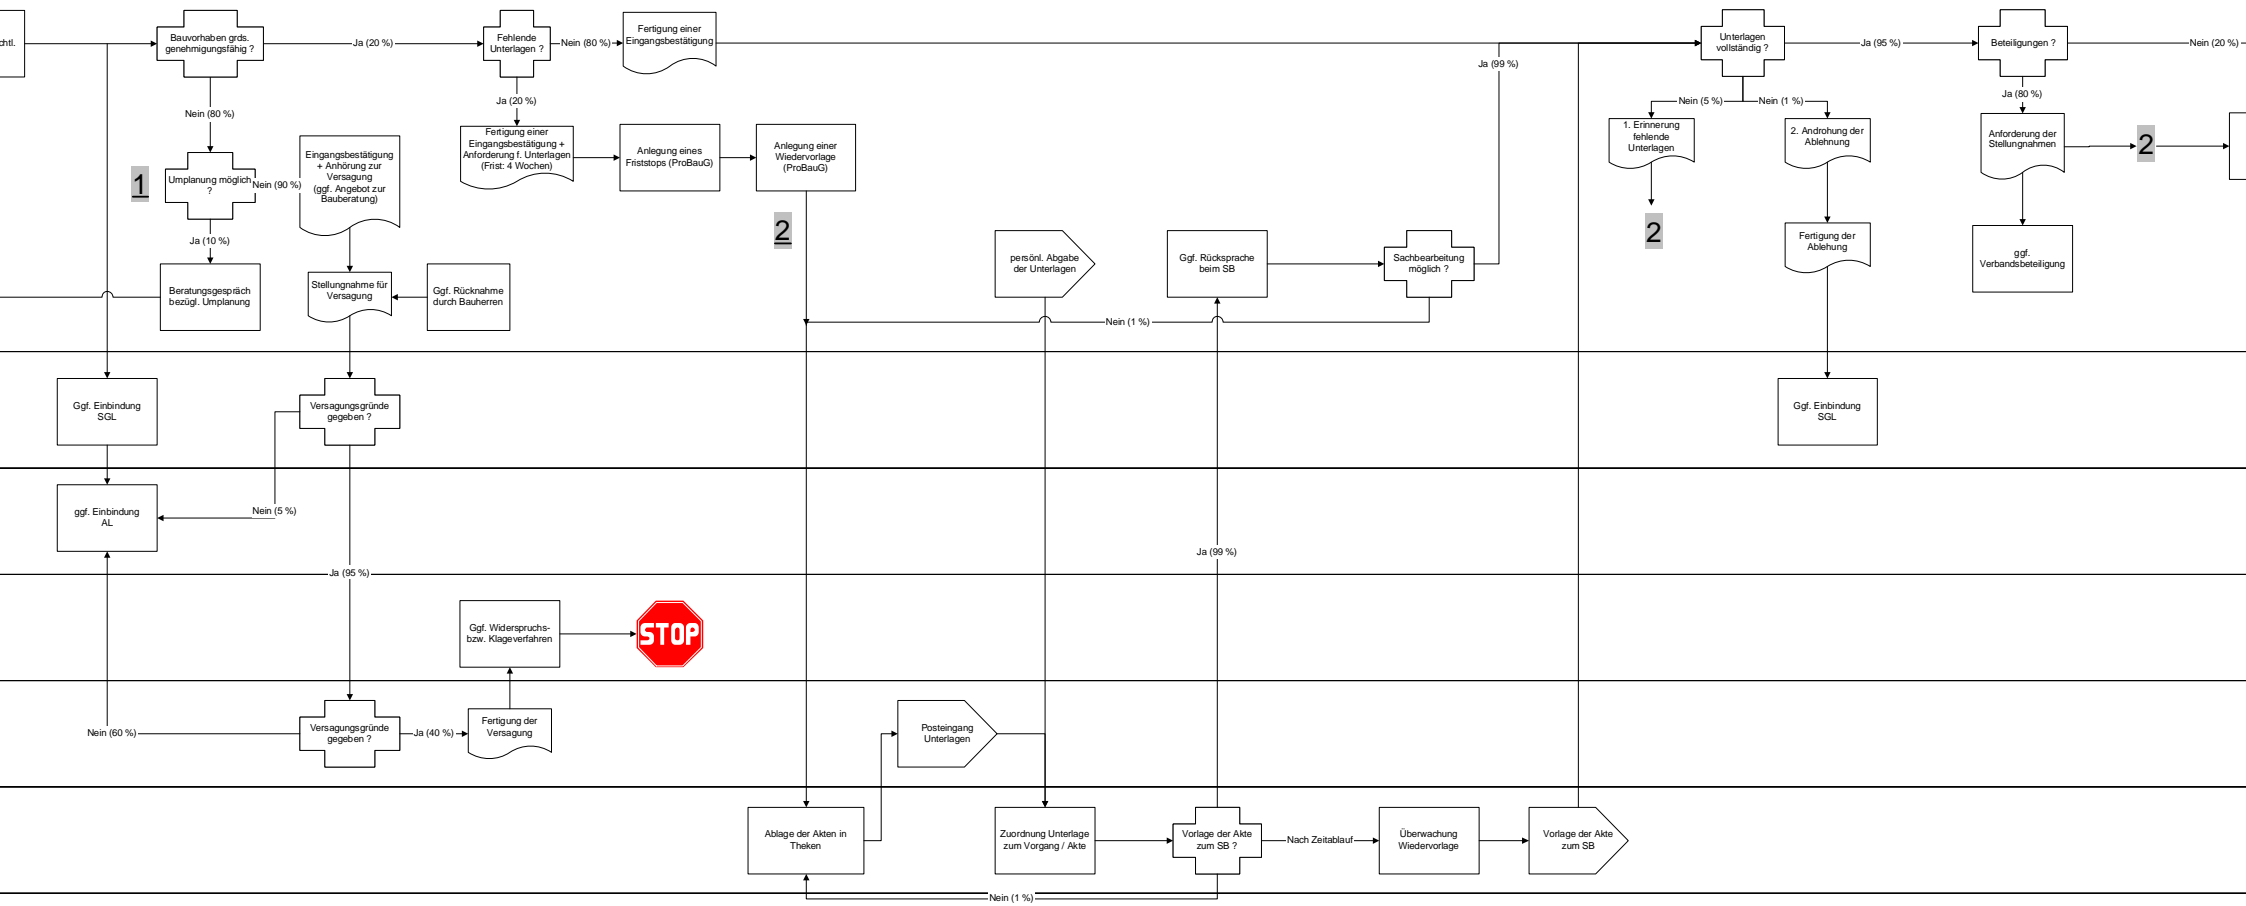 chtl.
Bauvorhaben grds.
genehmigungsfähig ?
Ja (20 %)
Fehlende
Unterlagen ?
Nein (80 %)
Fertigung einer
Eingangsbestätigung
Ja (99 %)
Unterlagen
vollständig ?
Ja (95 %)
Beteiligungen ?
Nein (20 %)
Nein (80 %)
Ja (20 %)
Nein (5 %)
Nein (1 %)
Ja (80 %)
1
Umplanung möglich
?
Nein (90 %)
Eingangsbestätigung
+ Anhörung zur
Versagung
(ggf. Angebot zur
Bauberatung)
Fertigung einer
Eingangsbestätigung +
Anforderung f. Unterlagen
(Frist: 4 Wochen)
Anlegung eines
Friststops (ProBauG)
Anlegung einer
Wiedervorlage
(ProBauG)
1. Erinnerung
fehlende
Unterlagen
2. Androhung der
Ablehnung
Anforderung der
Stellungnahmen
2
Ja (10 %)
2
2
Beratungsgespräch
bezügl. Umplanung
Stellungnahme für
Versagung
Ggf. Rücknahme
durch Bauherren
persönl. Abgabe
der Unterlagen
Ggf. Rücksprache
beim SB
Sachbearbeitung
möglich ?
Fertigung der
Ablehung
ggf.
Verbandsbeteiligung
Nein (1 %)
Ggf. Einbindung
SGL
Versagungsgründe
gegeben ?
Ggf. Einbindung
SGL
ggf. Einbindung
AL
Nein (5 %)
Ja (95 %)
Ja (99 %)
Ggf. Widerspruchs-
bzw. Klageverfahren
STOP
Nein (60 %)
Versagungsgründe
gegeben ?
Ja (40 %)
Fertigung der
Versagung
Posteingang
Unterlagen
Ablage der Akten in
Theken
Zuordnung Unterlage
zum Vorgang / Akte
Vorlage der Akte
zum SB ?
Nach Zeitablauf
Überwachung
Wiedervorlage
Vorlage der Akte
zum SB
Nein (1 %)